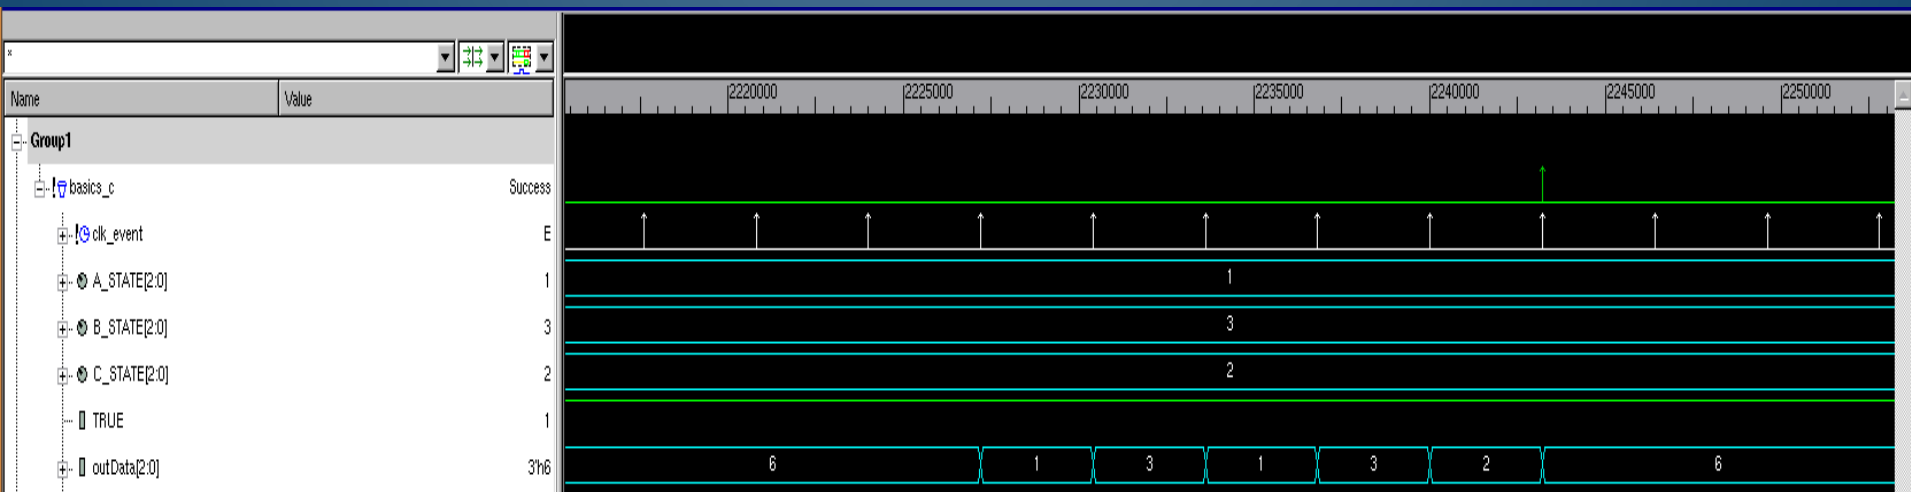 *
Name Value 2220000 2225000 2230000 2235000 2240000 2245000 2250000
Group1
basics_c Success
clk_event E
A_STATE[2:0] 1 1
B_STATE[2:0] 3 3
C_STATE[2:0] 2 2
TRUE 1
outData[2:0] 3'h6 6 1 3 1 3 2 6